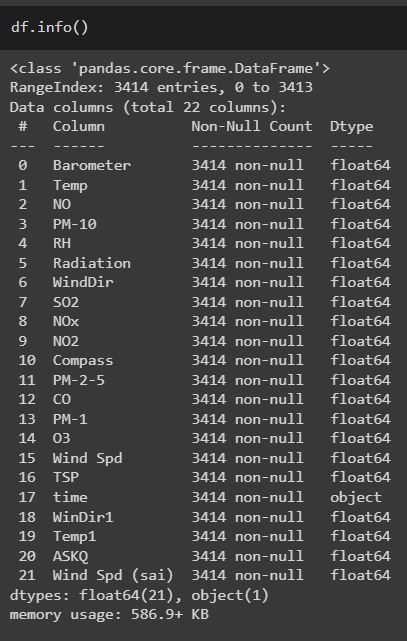 df.info()
<class 'pandas.core.frame.DataFrame'>
RangeIndex: 3414 entries, 0 to 3413
Data columns (total 22 columns):
 #   Column          Non-Null Count  Dtype
---  ------          --------------  -----
 0   Barometer       3414 non-null   float64
 1   Temp            3414 non-null   float64
 2   NO              3414 non-null   float64
 3   PM-10           3414 non-null   float64
 4   RH              3414 non-null   float64
 5   Radiation       3414 non-null   float64
 6   WindDir         3414 non-null   float64
 7   SO2             3414 non-null   float64
 8   NOx             3414 non-null   float64
 9   NO2             3414 non-null   float64
 10  Compass         3414 non-null   float64
 11  PM-2-5          3414 non-null   float64
 12  CO              3414 non-null   float64
 13  PM-1            3414 non-null   float64
 14  O3              3414 non-null   float64
 15  Wind Spd        3414 non-null   float64
 16  TSP             3414 non-null   float64
 17  time            3414 non-null   object
 18  WinDir1         3414 non-null   float64
 19  Temp1           3414 non-null   float64
 20  ASKQ            3414 non-null   float64
 21  Wind Spd (sai)  3414 non-null   float64
dtypes: float64(21), object(1)
memory usage: 586.9+ KB